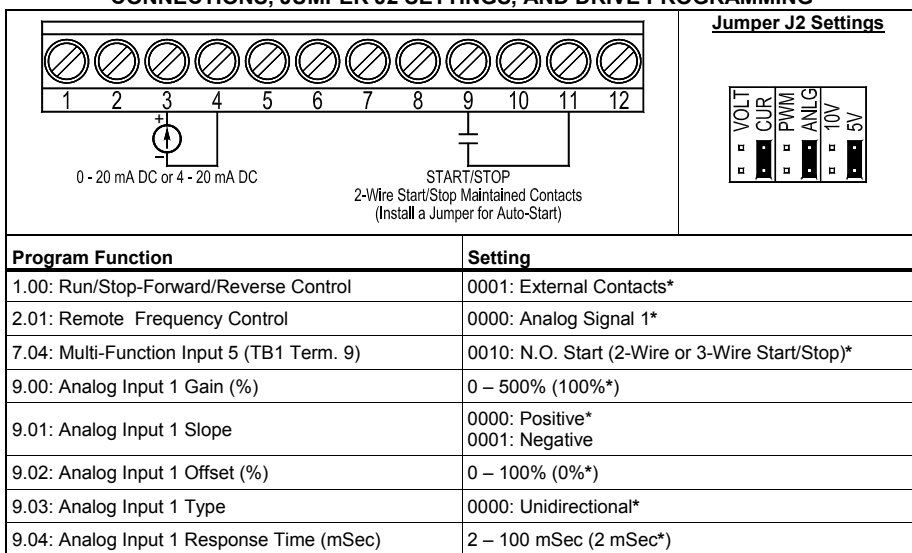 CONNECTIONS, JUMPER J2 SETTINGS, AND DRIVE PROGRAMMING
Jumper J2 Settings
1 2 3 4 5 6 7 8 9 10 11 12
+
−
0 - 20 mA DC or 4 - 20 mA DC
START/STOP
2-Wire Start/Stop Maintained Contacts
(Install a Jumper for Auto-Start)
VOLT
CUR
PWM
ANLG
10V
5V
Program Function Setting
1.00: Run/Stop-Forward/Reverse Control 0001: External Contacts*
2.01: Remote Frequency Control 0000: Analog Signal 1*
7.04: Multi-Function Input 5 (TB1 Term. 9) 0010: N.O. Start (2-Wire or 3-Wire Start/Stop)*
9.00: Analog Input 1 Gain (%) 0 – 500% (100%*)
9.01: Analog Input 1 Slope 0000: Positive*
0001: Negative
9.02: Analog Input 1 Offset (%) 0 – 100% (0%*)
9.03: Analog Input 1 Type 0000: Unidirectional*
9.04: Analog Input 1 Response Time (mSec) 2 – 100 mSec (2 mSec*)